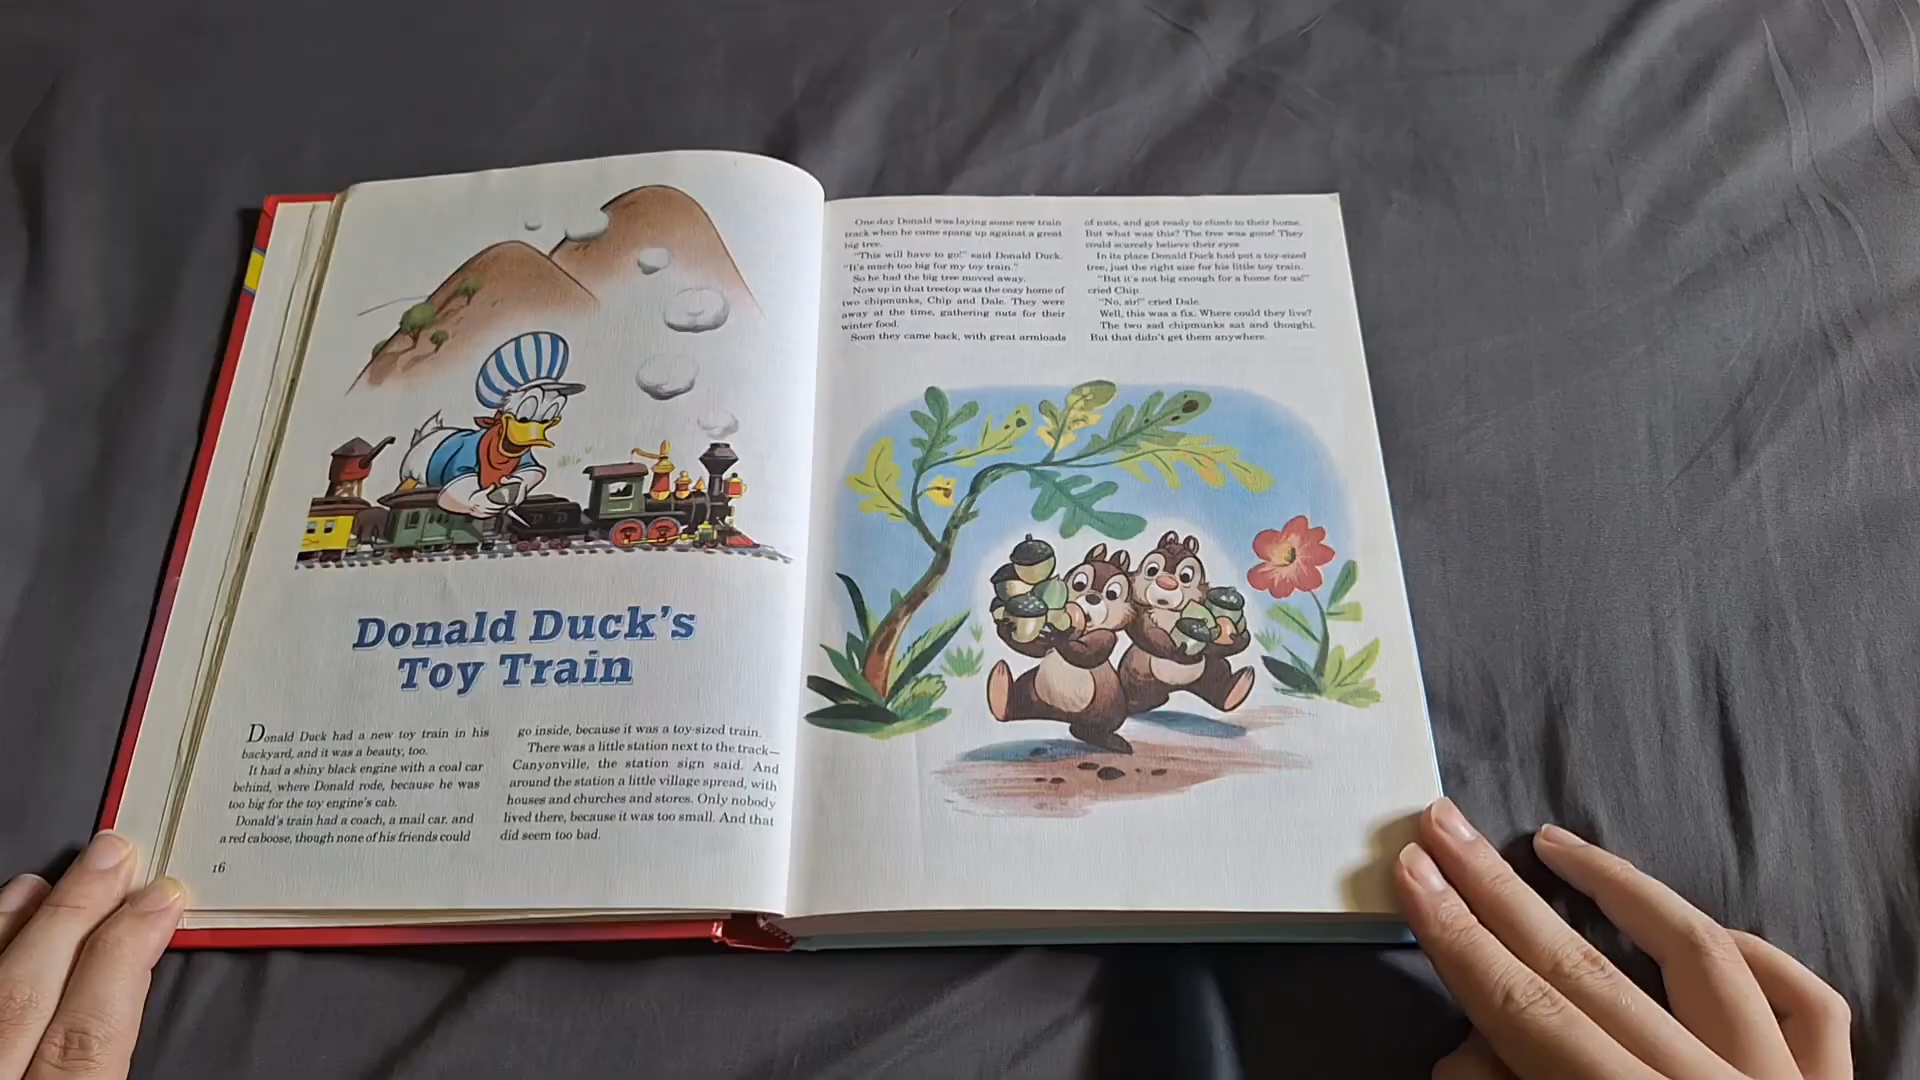 Donald Duck's
Toy Train
Donald Duck had a new toy train in his
backyard, and it was a beauty, too.
It had a shiny black engine with a coal car
behind, where Donald rode, because he was
too big for the toy engine's cab.
Donald's train had a coach, a mail car, and
a red caboose, though none of his friends could
go inside, because it was a toy-sized train.
There was a little station next to the track—
Canyonville, the station sign said. And
around the station a little village spread, with
houses and churches and stores. Only nobody
lived there, because it was too small. And that
did seem too bad.
16
One day Donald was laying some new train
track when he came spang up against a great
big tree.
"This will have to go!" said Donald Duck.
"It's much too big for my toy train."
So he had the big tree moved away.
Now up in that treetop was the cozy home of
two chipmunks, Chip and Dale. They were
away at the time, gathering nuts for their
winter food.
Soon they came back, with great armloads
of nuts, and got ready to climb to their home.
But what was this? The tree was gone! They
could scarcely believe their eyes.
In its place Donald Duck had put a toy-sized
tree, just the right size for his little toy train.
"But it's not big enough for a home for us!"
cried Chip.
"No, sir!" cried Dale.
Well, this was a fix. Where could they live?
The two sad chipmunks sat and thought.
But that didn't get them anywhere.